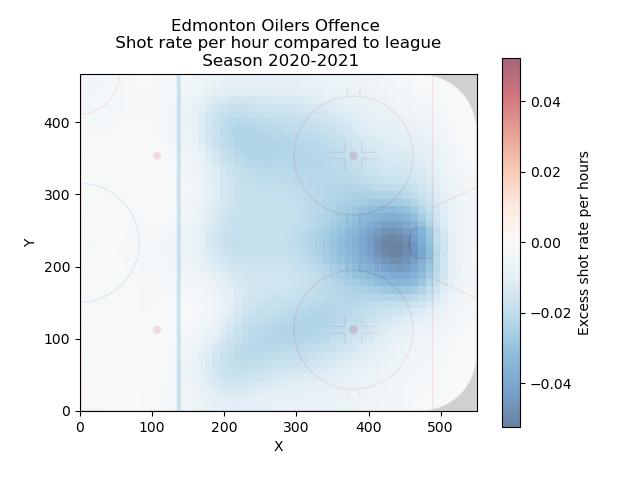 Edmonton Oilers Offence
Shot rate per hour compared to league
Season 2020-2021
400
300
200
100
0
Y
0 100 200 300 400 500
X
0.04
0.02
0.00
−0.02
−0.04
Excess shot rate per hours